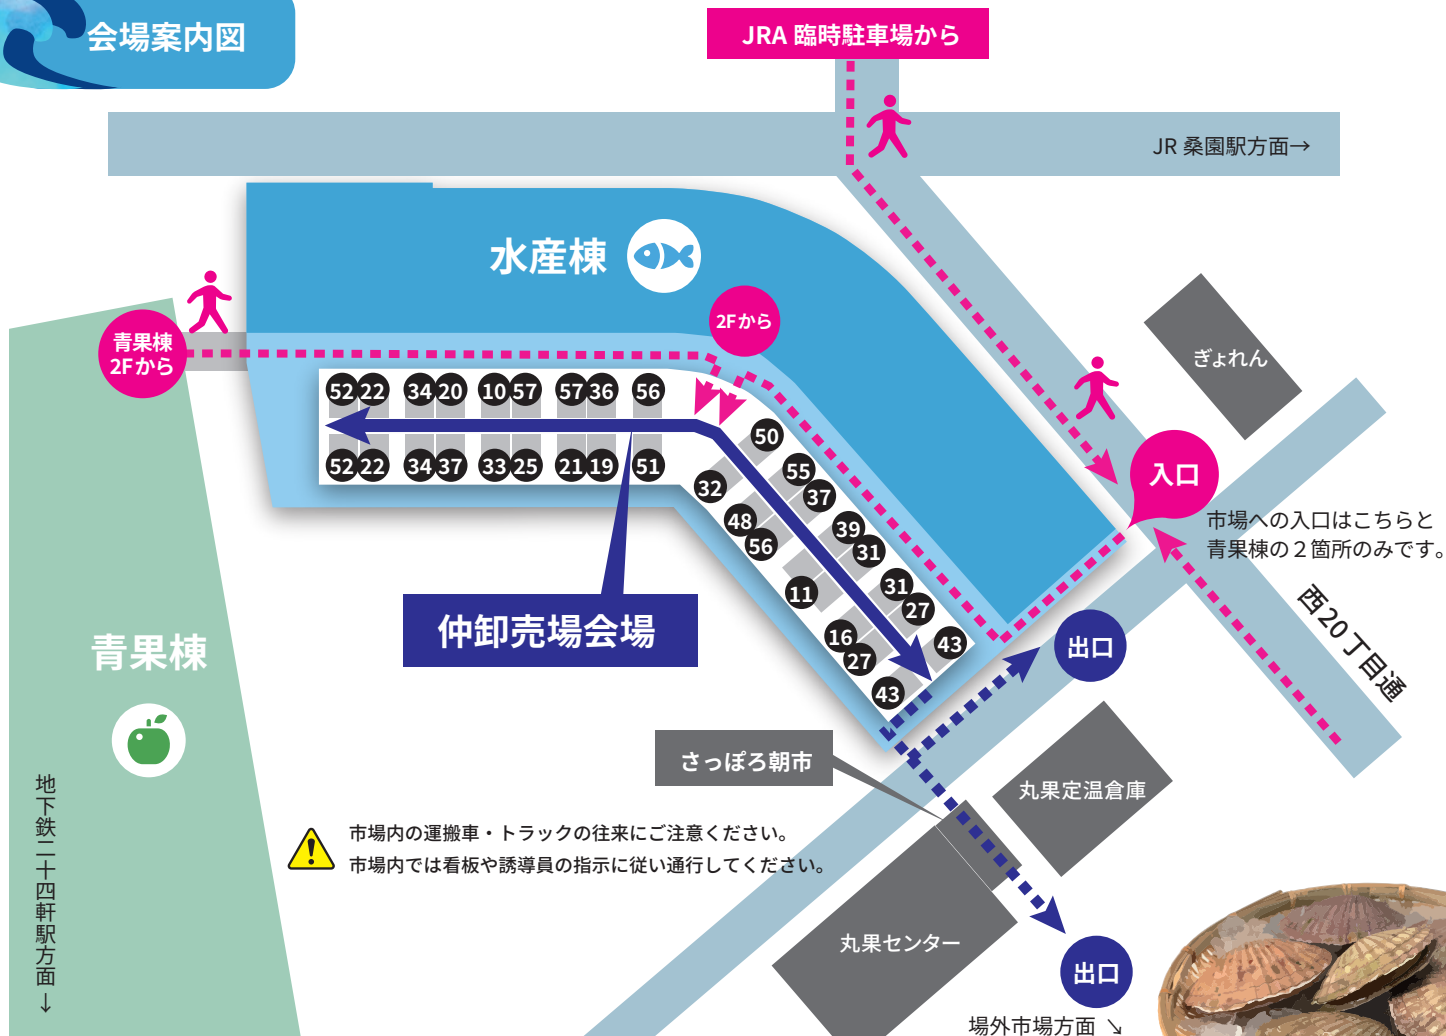 会場案内図
JRA 臨時駐車場から
JR 桑園駅方面→
水産棟
2Fから
青果棟
2Fから
ぎょれん
52 22 34 20 10 57 57 36 56
52 22 34 37 33 25 21 19 51
50
55
37
39
31
31
27
43
32
48
56
11
16
27
43
入口
市場への入口はこちらと
青果棟の２箇所のみです。
西20丁目通
仲卸売場会場
出口
青果棟
さっぽろ朝市
丸果定温倉庫
地下鉄二十四軒駅方面↓
市場内の運搬車・トラックの往来にご注意ください。
市場内では看板や誘導員の指示に従い通行してください。
丸果センター
出口
場外市場方面↘